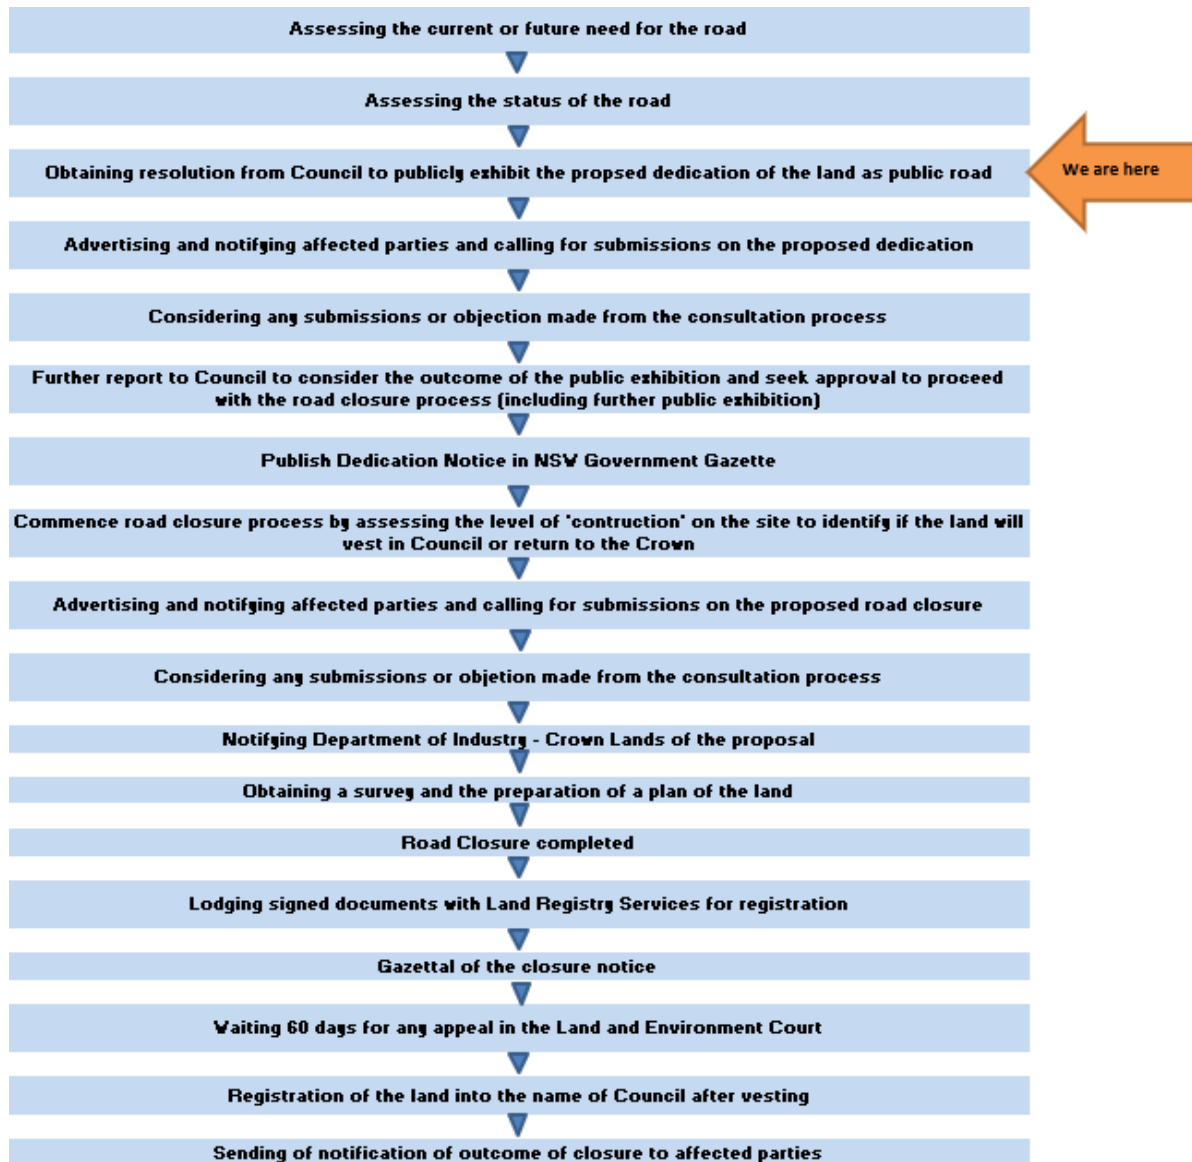 Assessing the current or future need for the road
Assessing the status of the road
Obtaining resolution from Council to publicly exhibit the propsed dedication of the land as public road
We are here
Advertising and notifying affected parties and calling for submissions on the proposed dedication
Considering any submissions or objection made from the consultation process
Further report to Council to consider the outcome of the public exhibition and seek approval to proceed
with the road closure process (including further public exhibition)
Publish Dedication Notice in NSW Government Gazette
Commence road closure process by assessing the level of 'contruction' on the site to identify if the land will
vest in Council or return to the Crown
Advertising and notifying affected parties and calling for submissions on the proposed road closure
Considering any submissions or objetion made from the consultation process
Notifying Department of Industry - Crown Lands of the proposal
Obtaining a survey and the preparation of a plan of the land
Road Closure completed
Lodging signed documents with Land Registry Services for registration
Gazettal of the closure notice
Waiting 60 days for any appeal in the Land and Environment Court
Registration of the land into the name of Council after vesting
Sending of notification of outcome of closure to affected parties